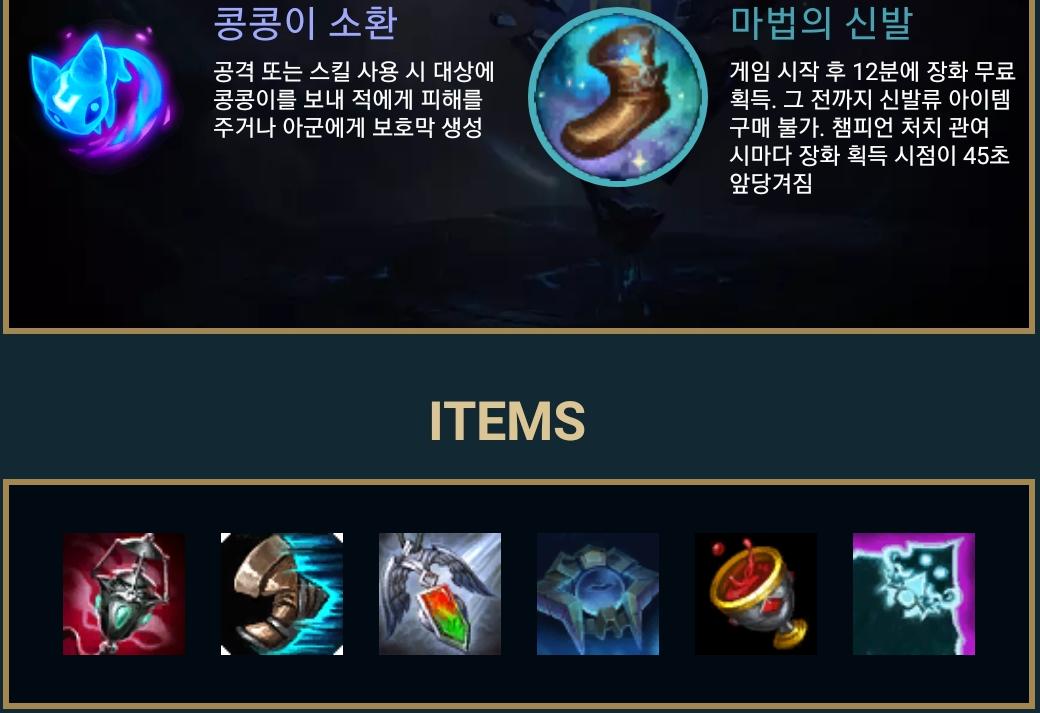 콩콩이 소환
공격 또는 스킬 사용 시 대상에
콩콩이를 보내 적에게 피해를
주거나 아군에게 보호막 생성
마법의 신발
게임 시작 후 12분에 장화 무료
획득. 그 전까지 신발류 아이템
구매 불가. 챔피언 처치 관여
시마다 장화 획득 시점이 45초
앞당겨짐
ITEMS